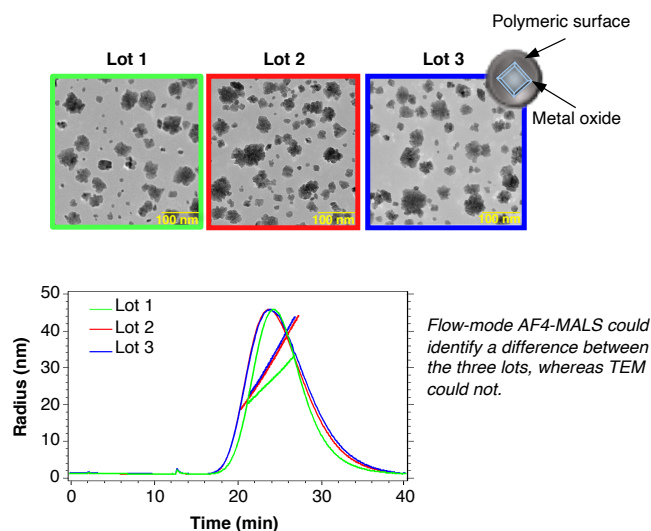 Polymeric surface
Lot 1
Lot 2
Lot 3
Metal oxide
100 nm
100 nm
100 nm
50
40
30
20
10
0
Radius (nm)
Lot 1
Lot 2
Lot 3
0
10
20
30
40
Time (min)
Flow-mode AF4-MALS could
identify a difference between
the three lots, whereas TEM
could not.